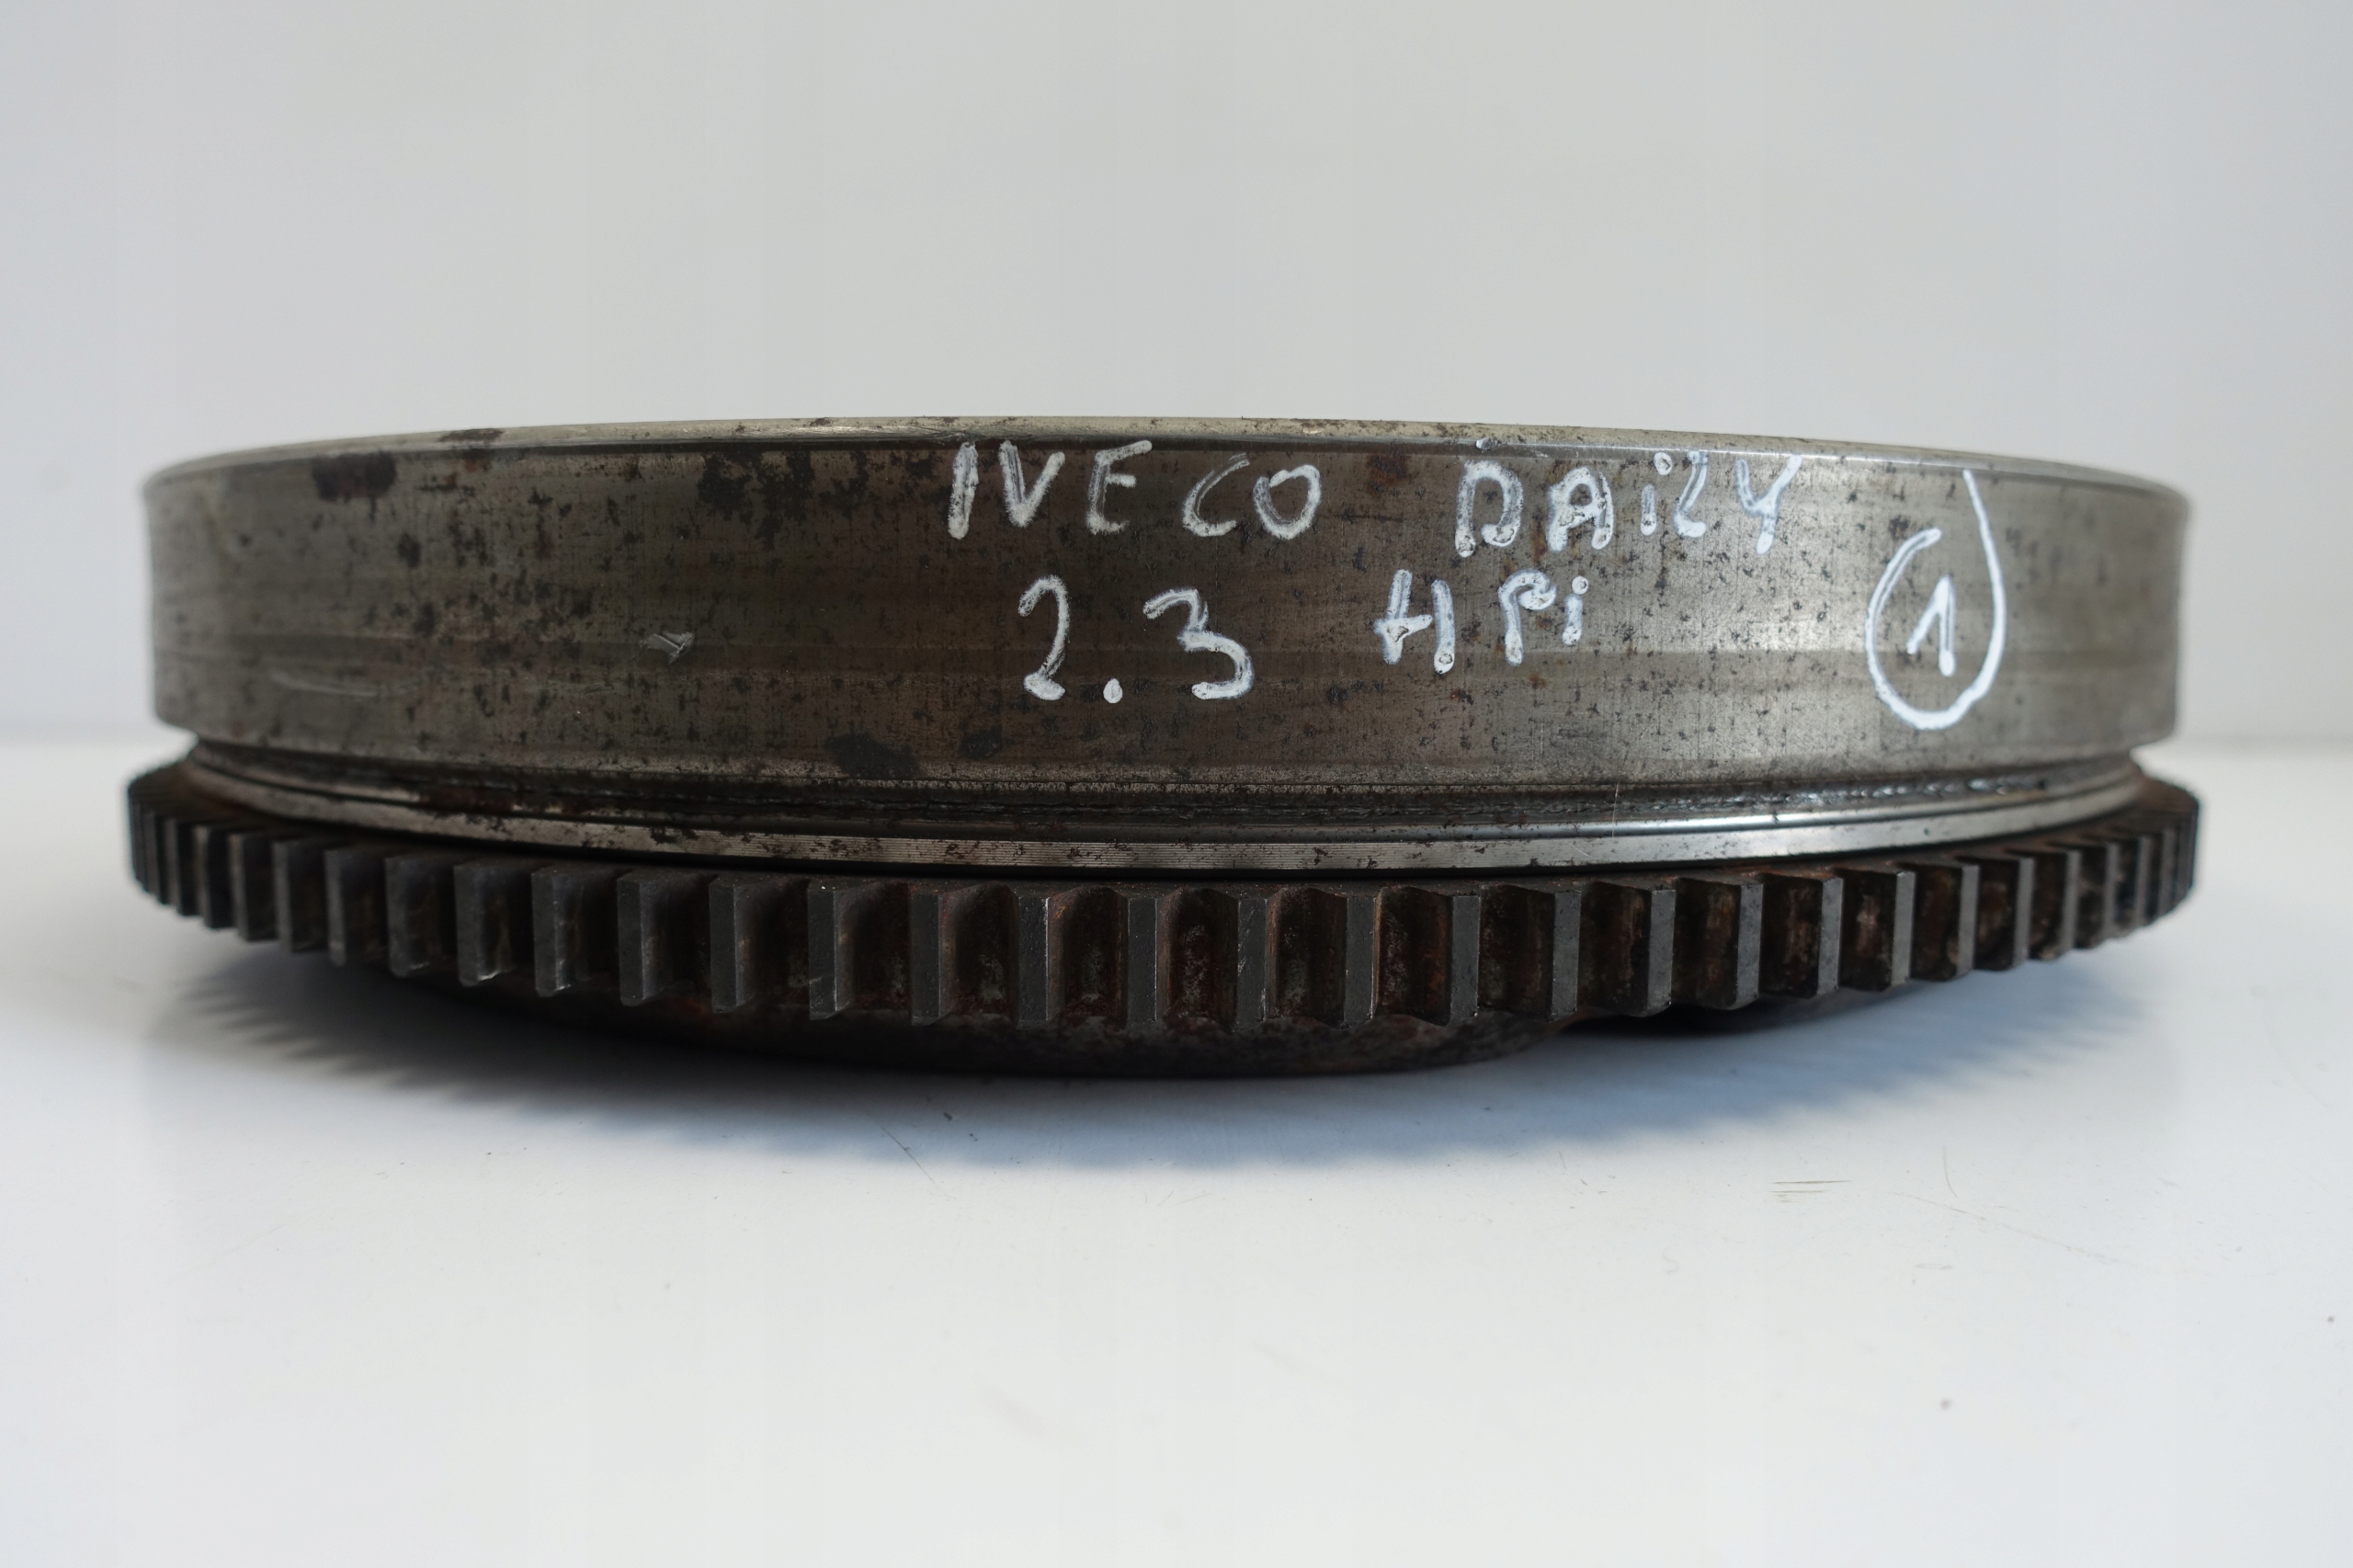 IVECO DAiLY
2.3 HPi
1